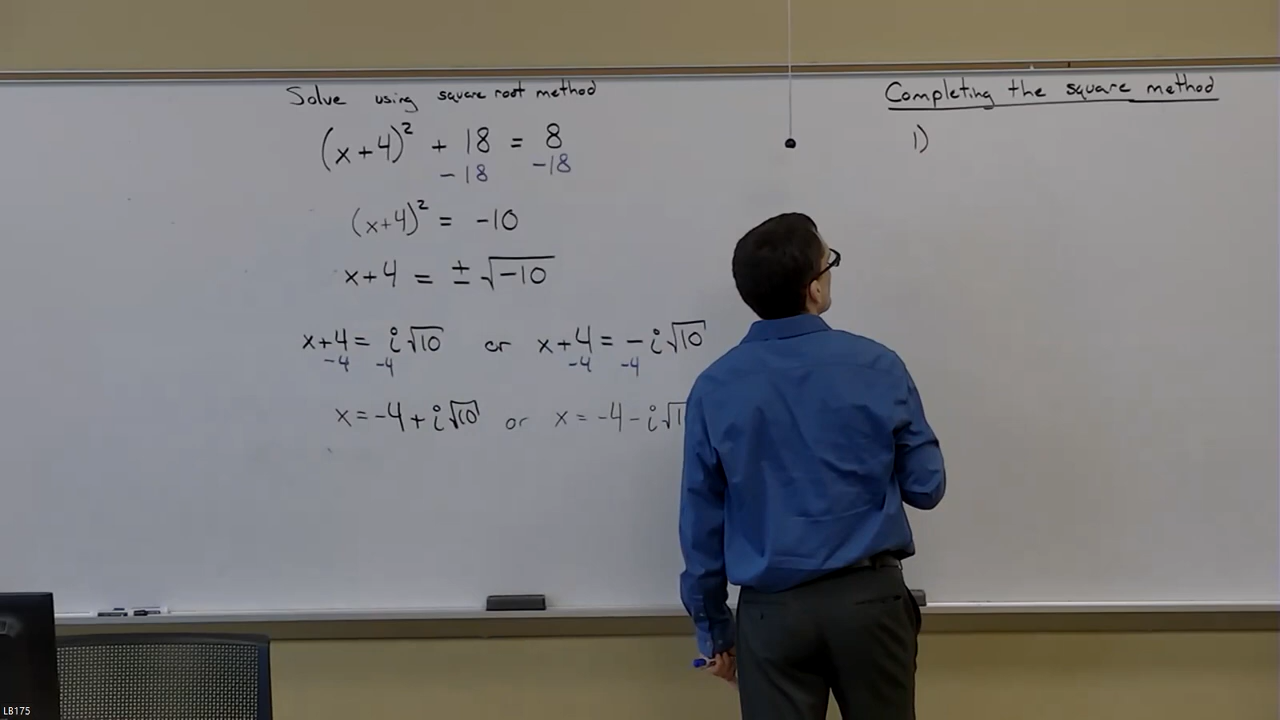 Solve using square root method
(x+4)² + 18 = 8
-18 -18
(x+4)² = -10
x+4 = ±√-10
x+4 = i√10 or x+4 = -i√10
-4 -4 -4 -4
x = -4 + i√10 or x = -4 - i√1
Completing the square method
1)
LB175